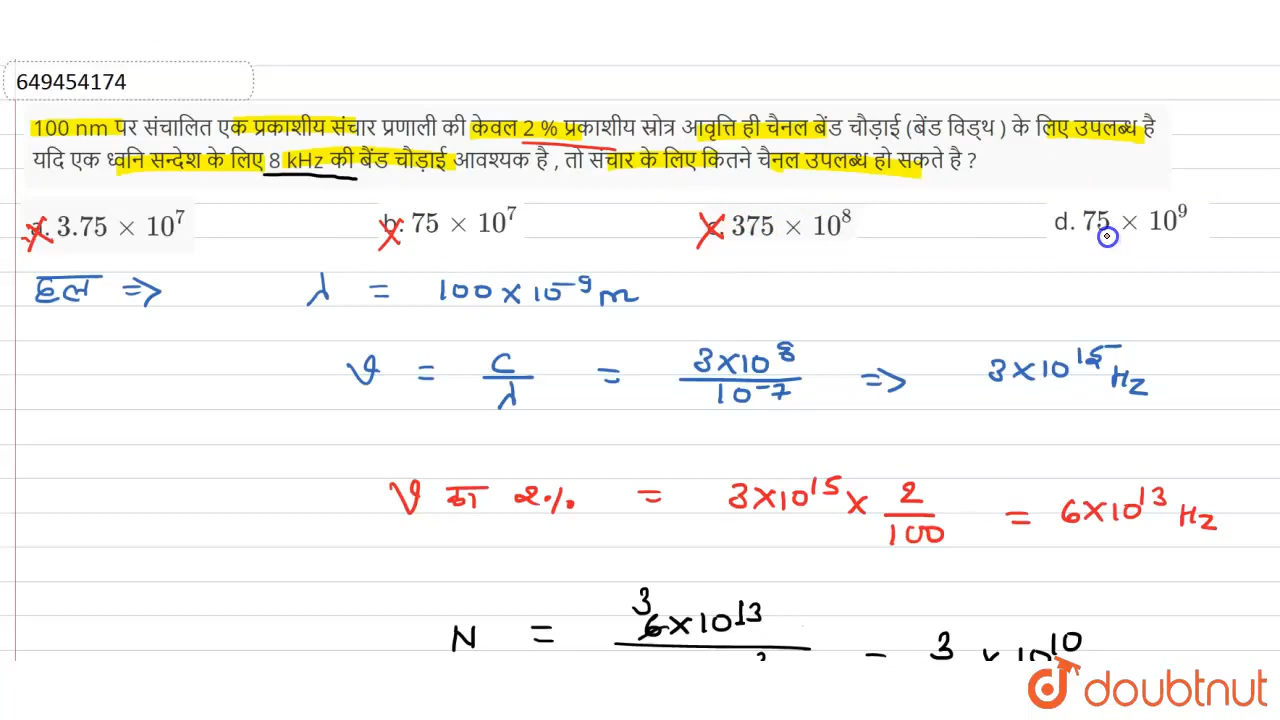 649454174
100 nm पर संचालित एक प्रकाशीय संचार प्रणाली की केवल 2 % प्रकाशीय स्रोत्र आवृत्ति ही चैनल बेंड चौड़ाई (बेंड विड्थ ) के लिए उपलब्ध है
यदि एक ध्वनि सन्देश के लिए 8 kHz की बैंड चौड़ाई आवश्यक है , तो संचार के लिए कितने चैनल उपलब्ध हो सकते है ?
a. 3.75 × 10^7 b. 75 × 10^7 c. 375 × 10^8 d. 75 × 10^9
हल ⇒ λ = 100 × 10^-9 m
ν = C/λ = 3×10^8/10^-7 ⇒ 3×10^15 Hz
ν का 2% = 3×10^15 × 2/100 = 6×10^13 Hz
N = 6×10^13 = 3 × 10^10
doubtnut